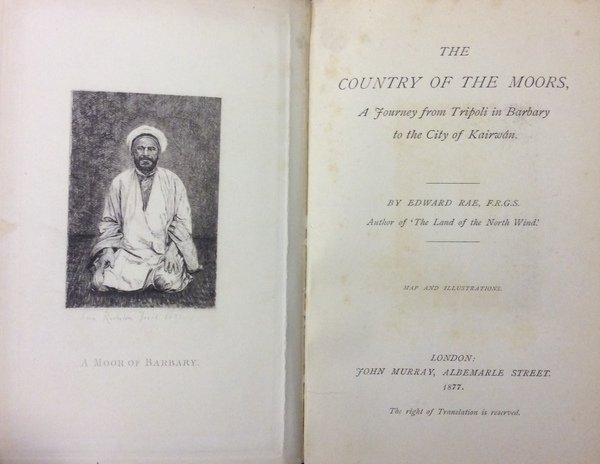 A MOOR OF BARBARY.
THE
COUNTRY OF THE MOORS,
A Journey from Tripoli in Barbary
to the City of Kairwán.
BY EDWARD RAE, F.R.G.S.
Author of 'The Land of the North Wind.'
MAP AND ILLUSTRATIONS.
LONDON:
JOHN MURRAY, ALBEMARLE STREET.
1877.
The right of Translation is reserved.